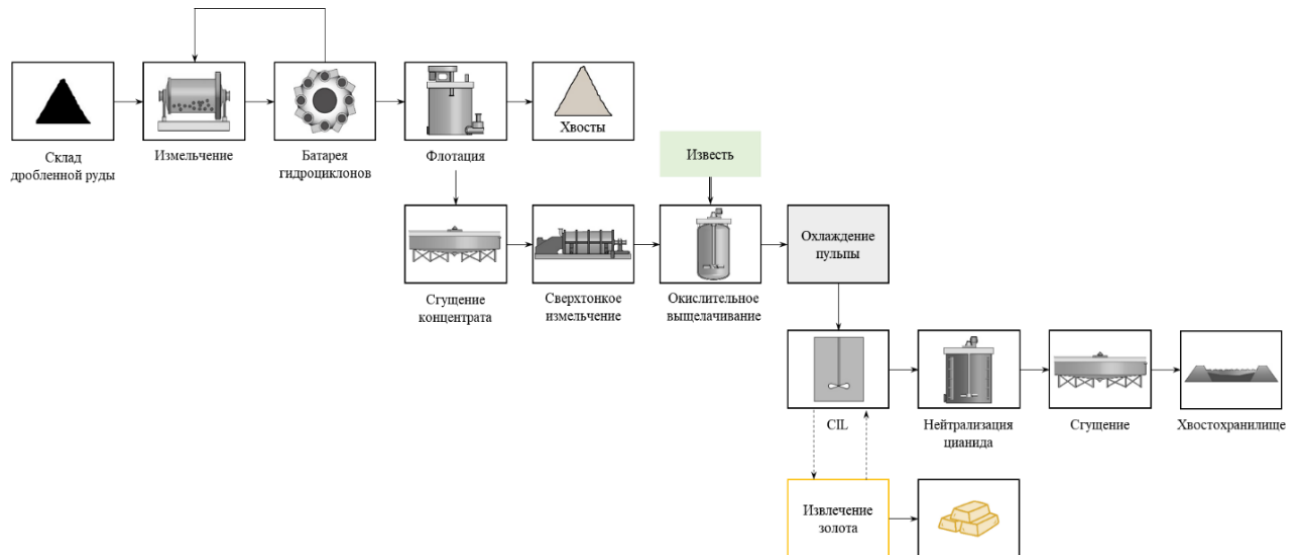 Хвосты
Склад
дробленной руды
Измельчение
Батарея
гидроциклонов
Флотация
Известь
Охлаждение
пульпы
Сгущение
концентрата
Сверхтонкое
измельчение
Окислительное
выщелачивание
CIL
Нейтрализация
цианида
Сгущение
Хвостохранилище
Извлечение
золота